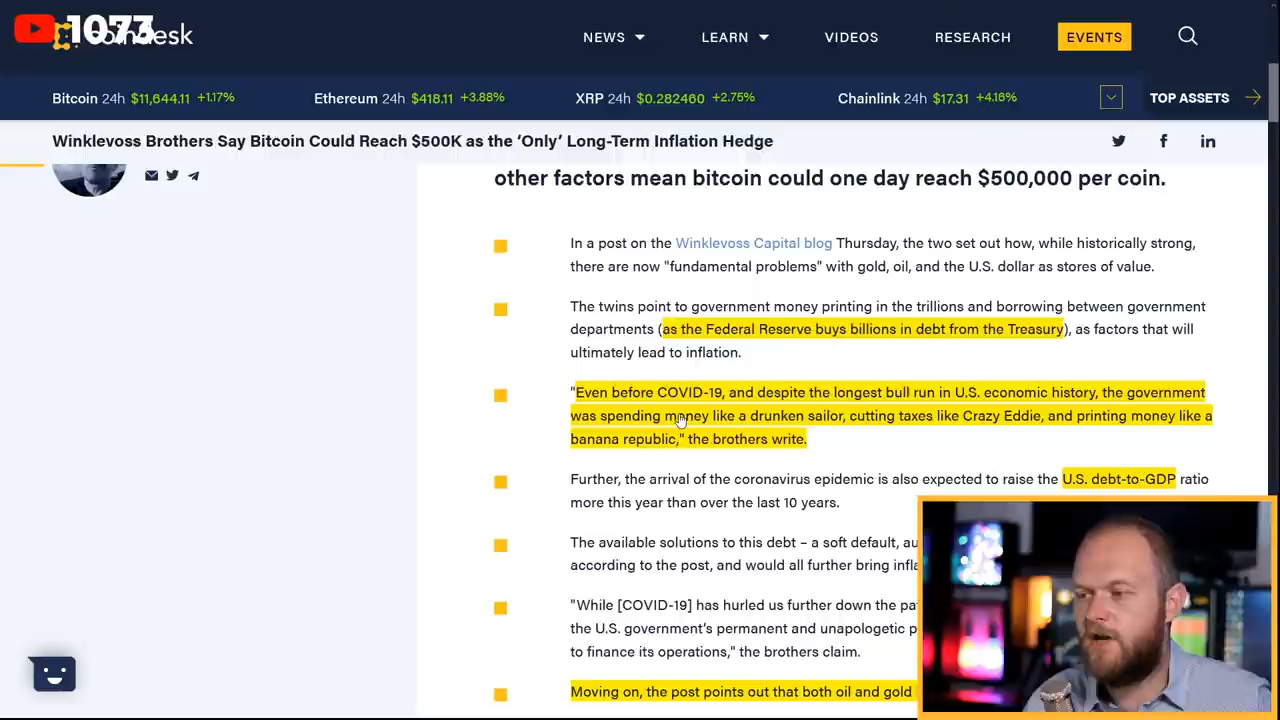 1073
desk
NEWS LEARN VIDEOS RESEARCH EVENTS
Bitcoin 24h $11,644.11 +1.17% Ethereum 24h $418.11 +3.88% XRP 24h $0.282460 +2.75% Chainlink 24h $17.31 +4.16% TOP ASSETS
Winklevoss Brothers Say Bitcoin Could Reach $500K as the ‘Only’ Long-Term Inflation Hedge
other factors mean bitcoin could one day reach $500,000 per coin.
In a post on the Winklevoss Capital blog Thursday, the two set out how, while historically strong,
there are now "fundamental problems" with gold, oil, and the U.S. dollar as stores of value.
The twins point to government money printing in the trillions and borrowing between government
departments (as the Federal Reserve buys billions in debt from the Treasury), as factors that will
ultimately lead to inflation.
"Even before COVID-19, and despite the longest bull run in U.S. economic history, the government
was spending money like a drunken sailor, cutting taxes like Crazy Eddie, and printing money like a
banana republic," the brothers write.
Further, the arrival of the coronavirus epidemic is also expected to raise the U.S. debt-to-GDP ratio
more this year than over the last 10 years.
The available solutions to this debt – a soft default, au
according to the post, and would all further bring infla
"While [COVID-19] has hurled us further down the pa
the U.S. government’s permanent and unapologetic p
to finance its operations," the brothers claim.
Moving on, the post points out that both oil and gold